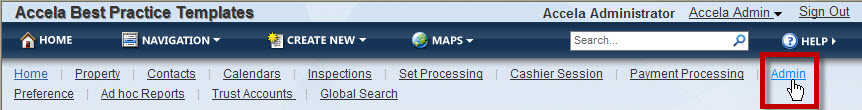 Accela Best Practice Templates Accela Administrator Accela Admin Sign Out
HOME NAVIGATION CREATE NEW MAPS Search... HELP
Home | Property | Contacts | Calendars | Inspections | Set Processing | Cashier Session | Payment Processing | Admin
Preference | Ad hoc Reports | Trust Accounts | Global Search